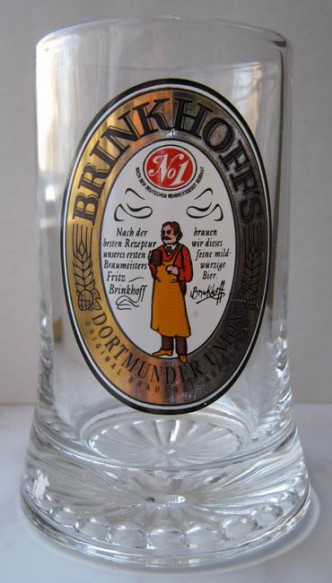 BRINKHOFF'S
No1
Nach der
besten Rezeptur
unseres ersten
Braumeisters
Fritz
Brinkhoff
brauen
wir dieses
feine mild-
würzige
Bier.
Brinkhoff
DORTMUNDER UNION